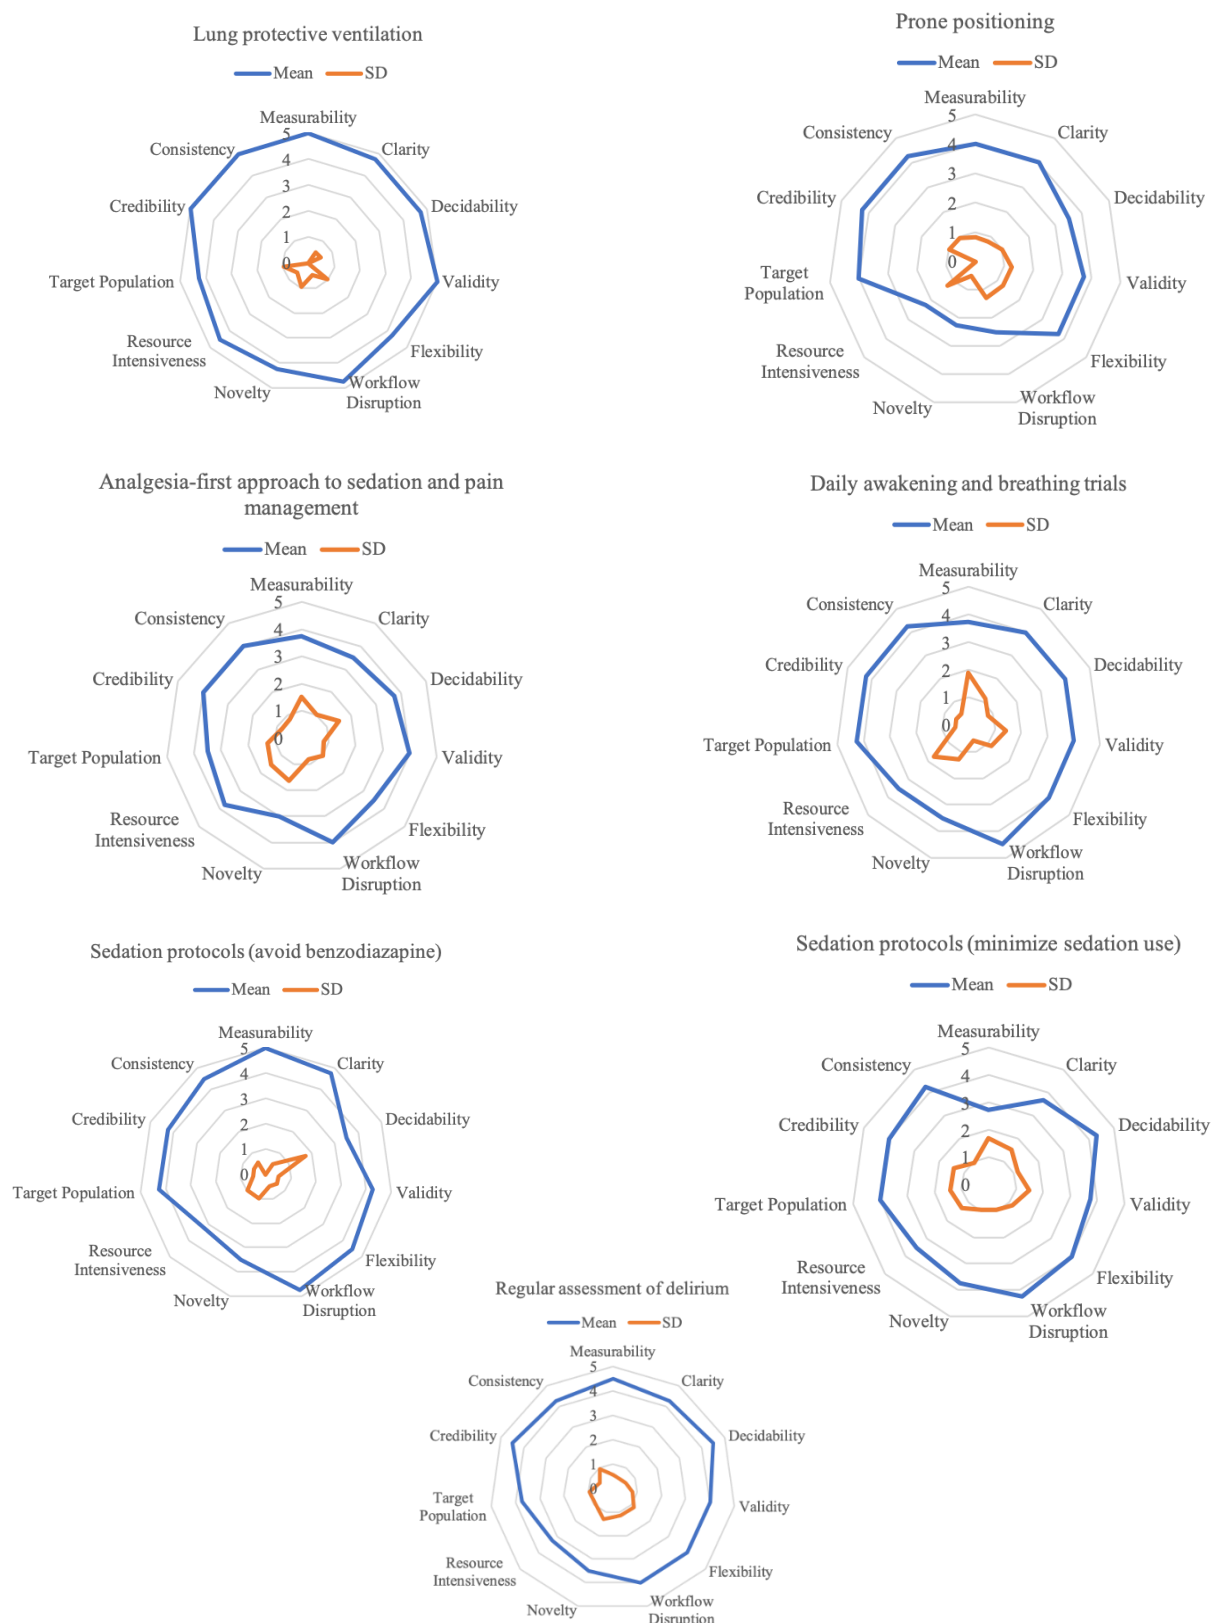 Lung protective ventilation
Mean SD
Measurability
Clarity
Decidability
Validity
Flexibility
Workflow
Disruption
Novelty
Resource
Intensiveness
Target Population
Credibility
Consistency
5
4
3
2
1
0
Prone positioning
Mean SD
Measurability
Clarity
Decidability
Validity
Flexibility
Workflow
Disruption
Novelty
Resource
Intensiveness
Target
Population
Credibility
Consistency
5
4
3
2
1
0
Analgesia-first approach to sedation and pain
management
Mean SD
Measurability
Clarity
Decidability
Validity
Flexibility
Workflow
Disruption
Novelty
Resource
Intensiveness
Target Population
Credibility
Consistency
5
4
3
2
1
0
Daily awakening and breathing trials
Mean SD
Measurability
Clarity
Decidability
Validity
Flexibility
Workflow
Disruption
Novelty
Resource
Intensiveness
Target Population
Credibility
Consistency
5
4
3
2
1
0
Sedation protocols (avoid benzodiazapine)
Mean SD
Measurability
Clarity
Decidability
Validity
Flexibility
Workflow
Disruption
Novelty
Resource
Intensiveness
Target Population
Credibility
Consistency
5
4
3
2
1
0
Sedation protocols (minimize sedation use)
Mean SD
Measurability
Clarity
Decidability
Validity
Flexibility
Workflow
Disruption
Novelty
Resource
Intensiveness
Target Population
Credibility
Consistency
5
4
3
2
1
0
Regular assessment of delirium
Mean SD
Measurability
Clarity
Decidability
Validity
Flexibility
Workflow
Disruption
Novelty
Resource
Intensiveness
Target
Population
Credibility
Consistency
5
4
3
2
1
0